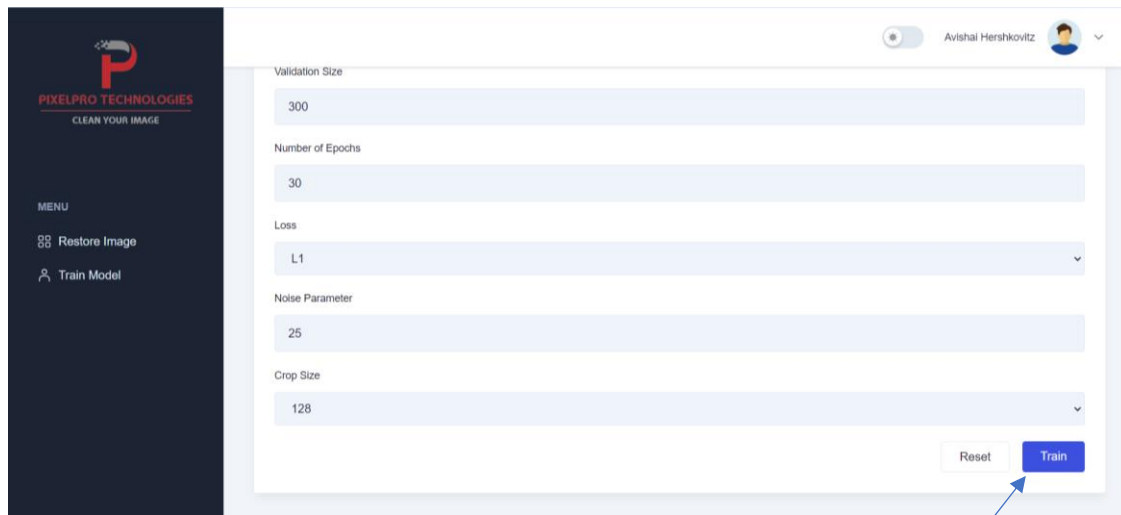 PIXELPRO TECHNOLOGIES
CLEAN YOUR IMAGE
MENU
Restore Image
Train Model
Avishai Hershkovitz
Validation Size
300
Number of Epochs
30
Loss
L1
Noise Parameter
25
Crop Size
128
Reset
Train